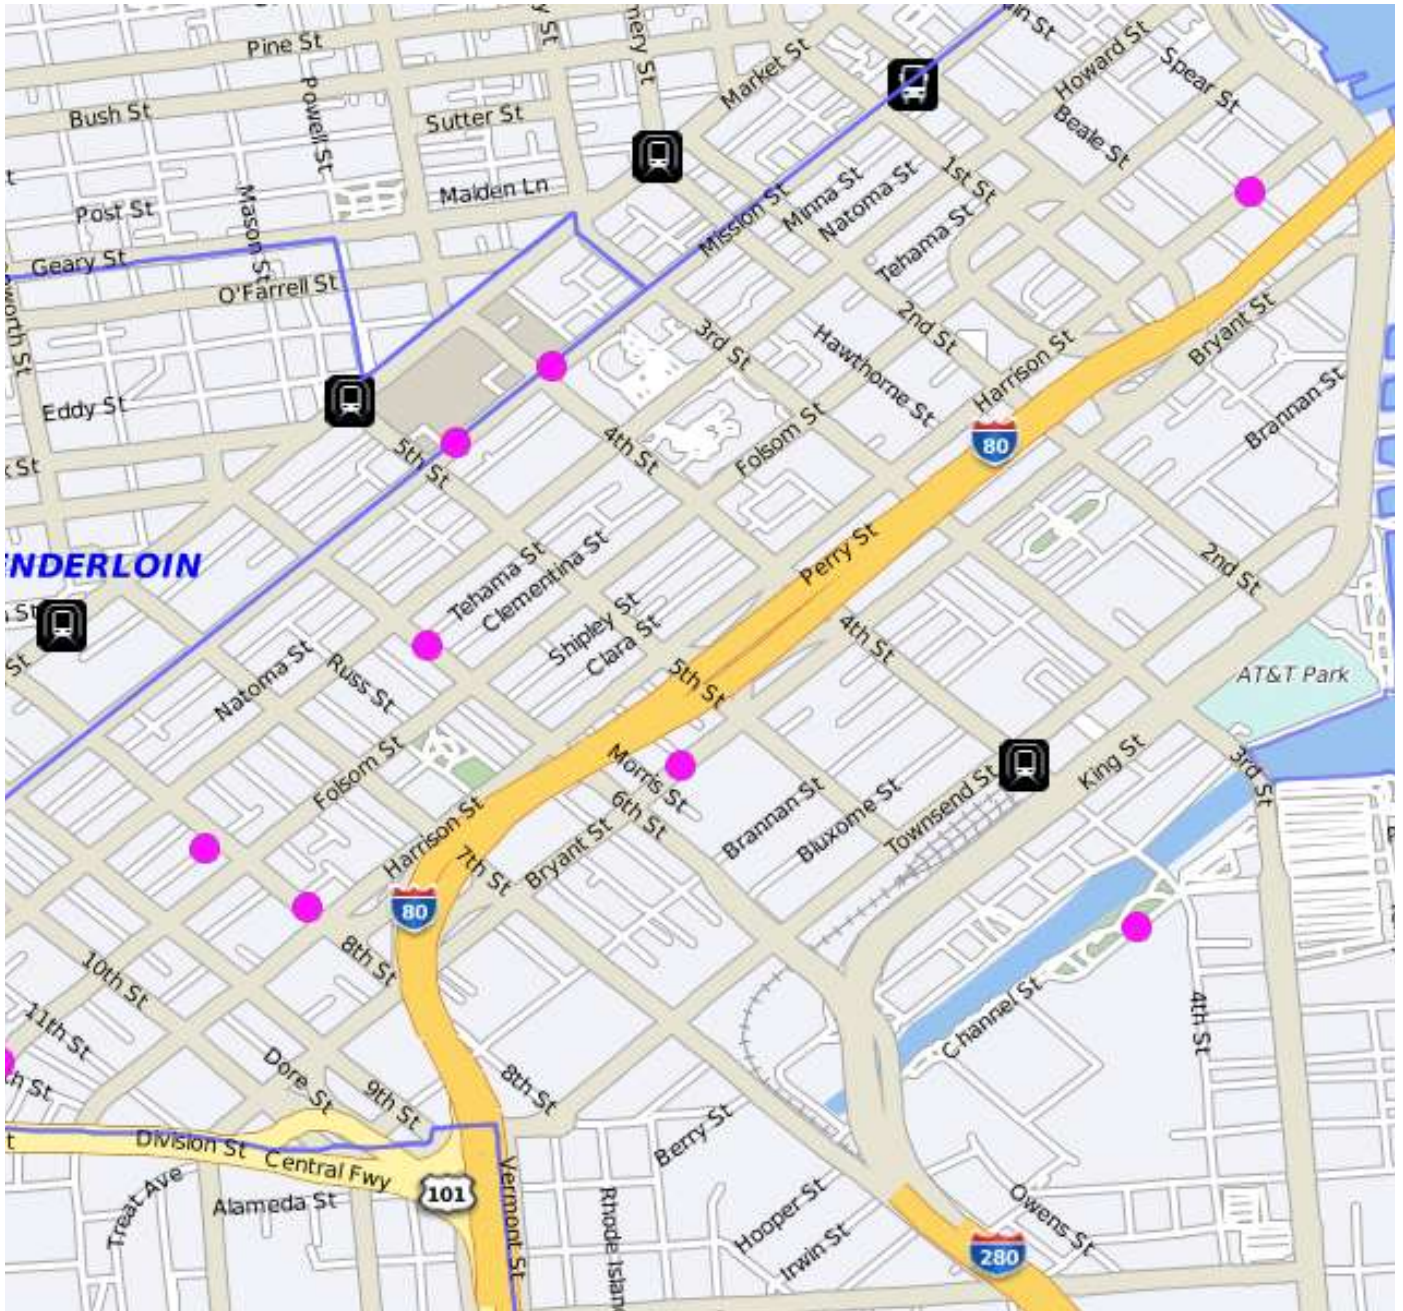 Pine St
Market St
Howard St
Spear St
Bush St
Powell St
Sutter St
Beale St
Maiden Ln
1st St
Post St
Mason St
Mission St
Minna St
Natoma St
Tehama St
Geary St
O'Farrell St
2nd St
3rd St
Hawthorne St
Harrison St
Bryant St
Eddy St
Brannan St
5th St
4th St
Folsom St
80
Perry St
Tehama St
Clementina St
2nd St
Shipley St
Clara St
4th St
Natoma St
Russ St
5th St
AT&T Park
Folsom St
Morris St
King St
3rd St
6th St
Harrison St
Brannan St
Bluxome St
Townsend St
7th St
Bryant St
80
8th St
10th St
Channel St
4th St
11th St
Dore St
9th St
8th St
Division St
Central Fwy
Berry St
101
Treat Ave
Alameda St
Vermont St
Hooper St
Irwin St
Owens St
280